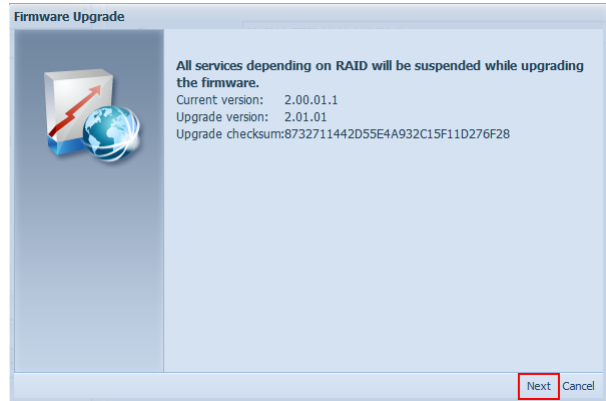 Firmware Upgrade
All services depending on RAID will be suspended while upgrading
the firmware.
Current version: 2.00.01.1
Upgrade version: 2.01.01
Upgrade checksum:8732711442D55E4A932C15F11D276F28
Next Cancel